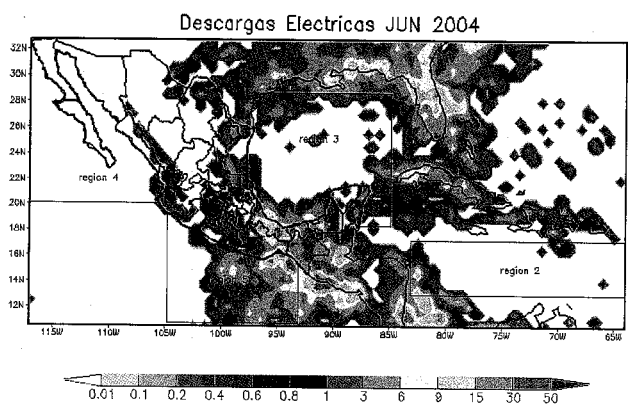 Descargas Electricas JUN 2004
32N
30N
28N
26N
24N
22N
20N
18N
16N
14N
12N
region 3
region 4
region 2
115W 110W 105W 100W 95W 90W 85W 80W 75W 70W 65W
0.01 0.1 0.2 0.4 0.6 0.8 1 3 6 9 15 30 50